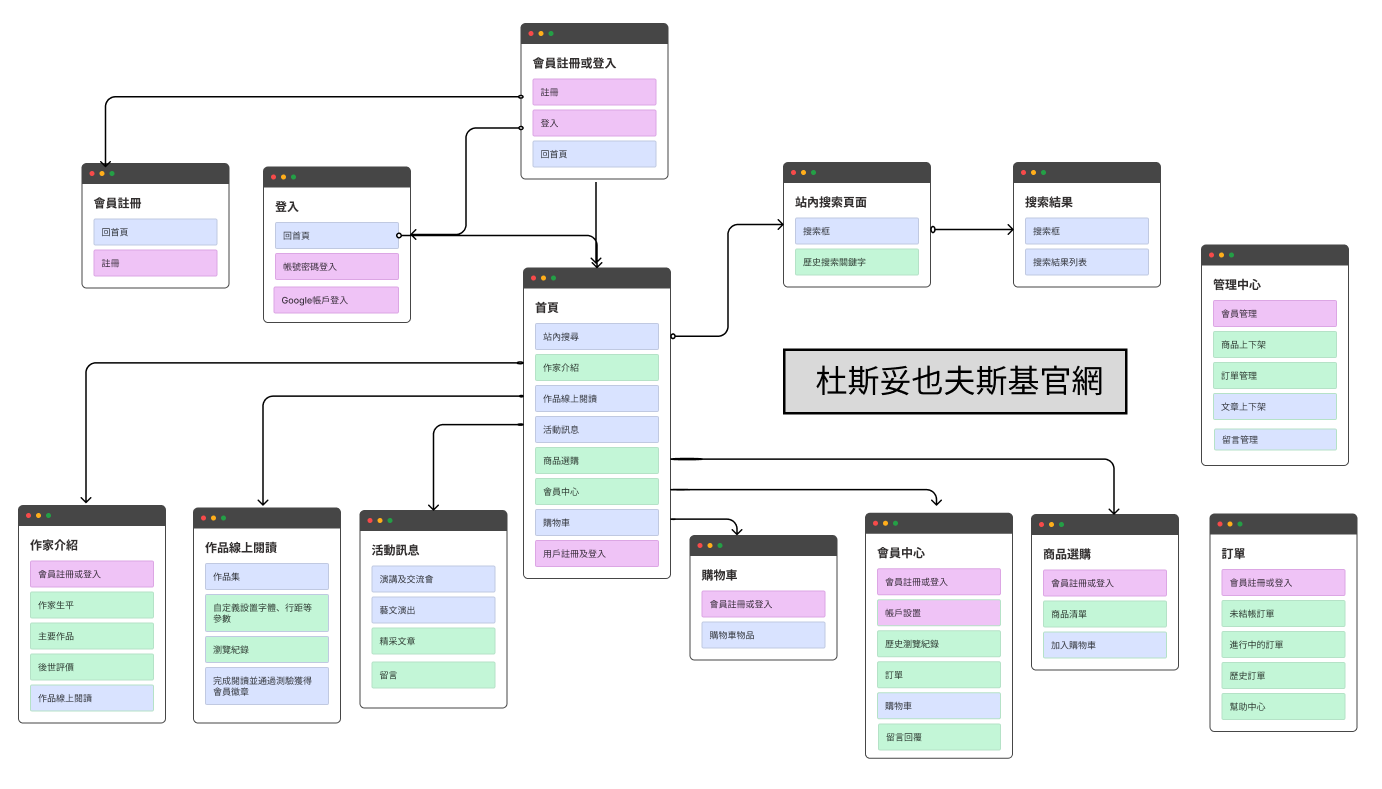 會員註冊或登入
註冊
登入
回首頁
會員註冊
回首頁
註冊
登入
回首頁
帳號密碼登入
Google帳戶登入
站內搜索頁面
搜索框
歷史搜索關鍵字
搜索結果
搜索框
搜索結果列表
管理中心
會員管理
商品上下架
訂單管理
文章上下架
留言管理
首頁
站內搜尋
作家介紹
作品線上閱讀
活動訊息
商品選購
會員中心
購物車
用戶註冊及登入
杜斯妥也夫斯基官網
作家介紹
會員註冊或登入
作家生平
主要作品
後世評價
作品線上閱讀
作品線上閱讀
作品集
自定義設置字體、行距等
參數
瀏覽紀錄
完成閱讀並通過測驗獲得
會員徽章
活動訊息
演講及交流會
藝文演出
精采文章
留言
購物車
會員註冊或登入
購物車物品
會員中心
會員註冊或登入
帳戶設置
歷史瀏覽紀錄
訂單
購物車
留言回覆
商品選購
會員註冊或登入
商品清單
加入購物車
訂單
會員註冊或登入
未結帳訂單
進行中的訂單
歷史訂單
幫助中心